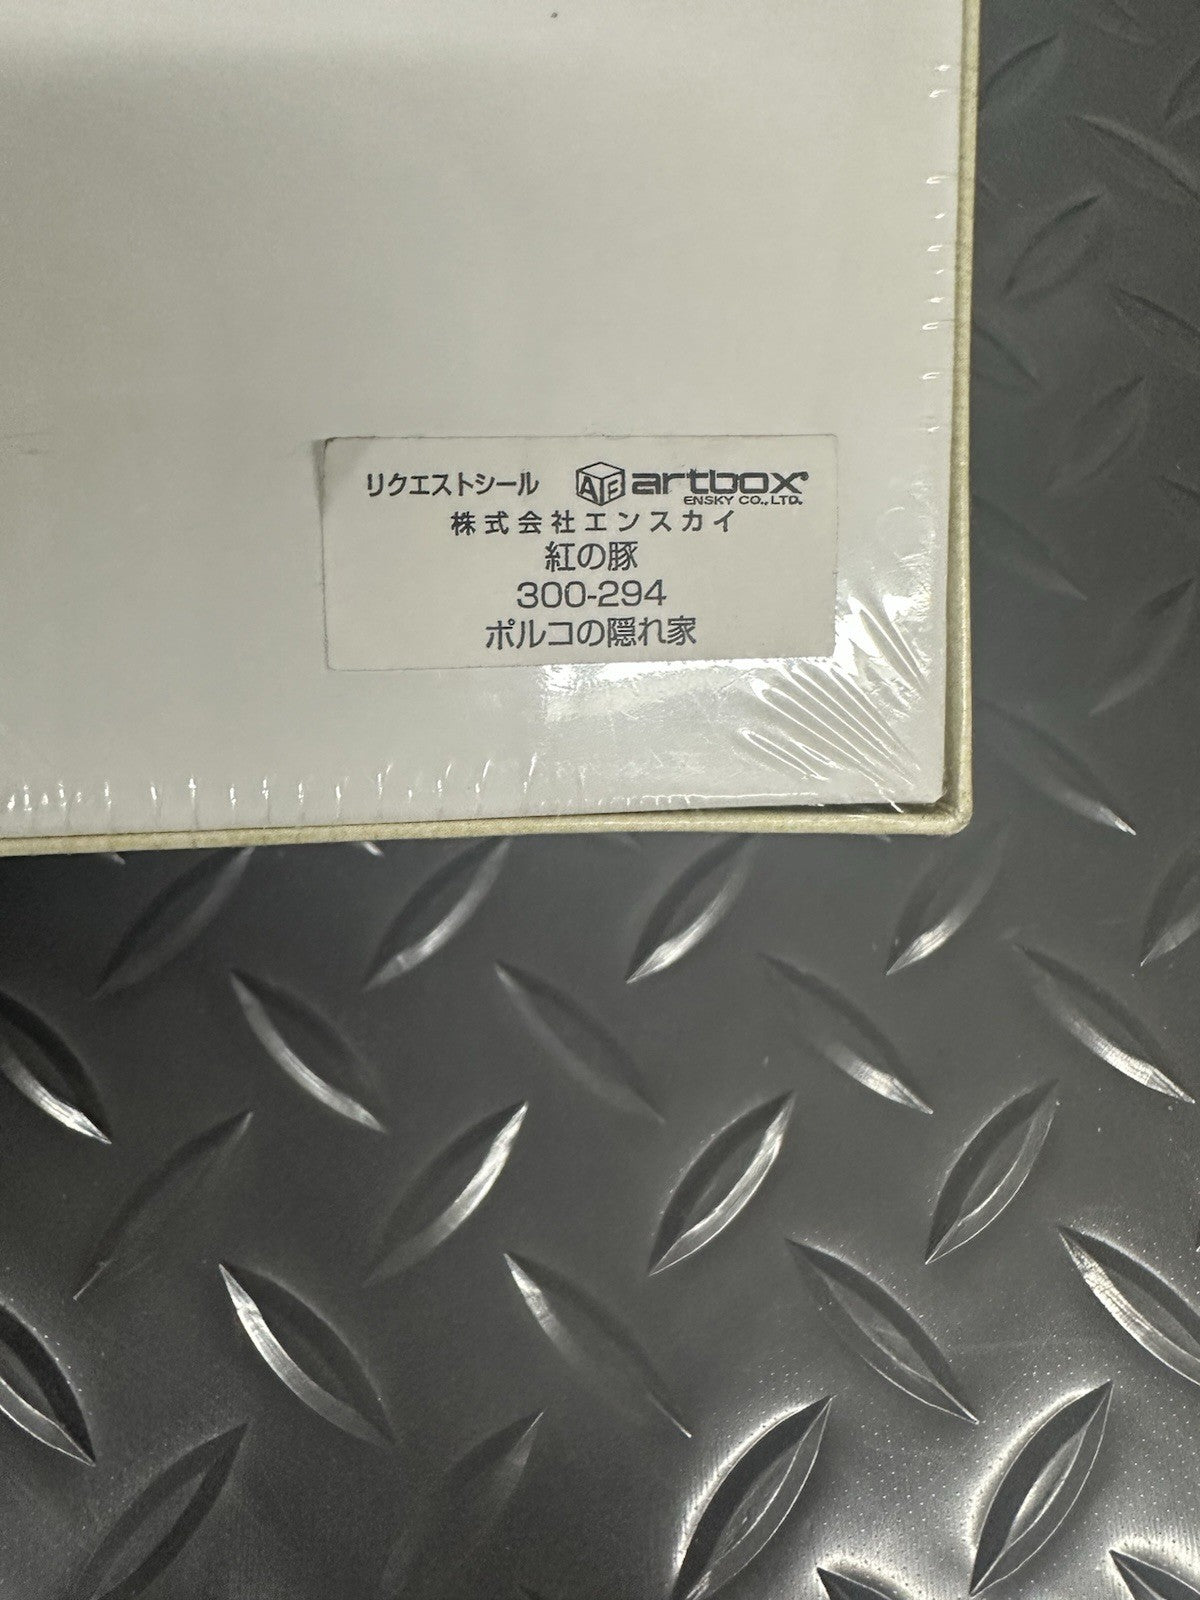 リクエストシール ATB artbox
ENSKY CO.,LTD.
株式会社エンスカイ
紅の豚
300-294
ポルコの隠れ家